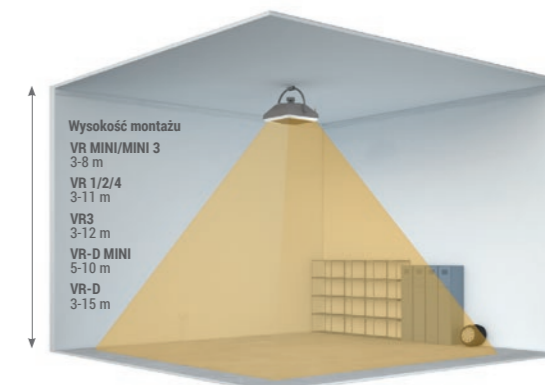 Wysokość montażu
VR MINI/MINI 3
3-8 m
VR 1/2/4
3-11 m
VR3
3-12 m
VR-D MINI
5-10 m
VR-D
3-15 m